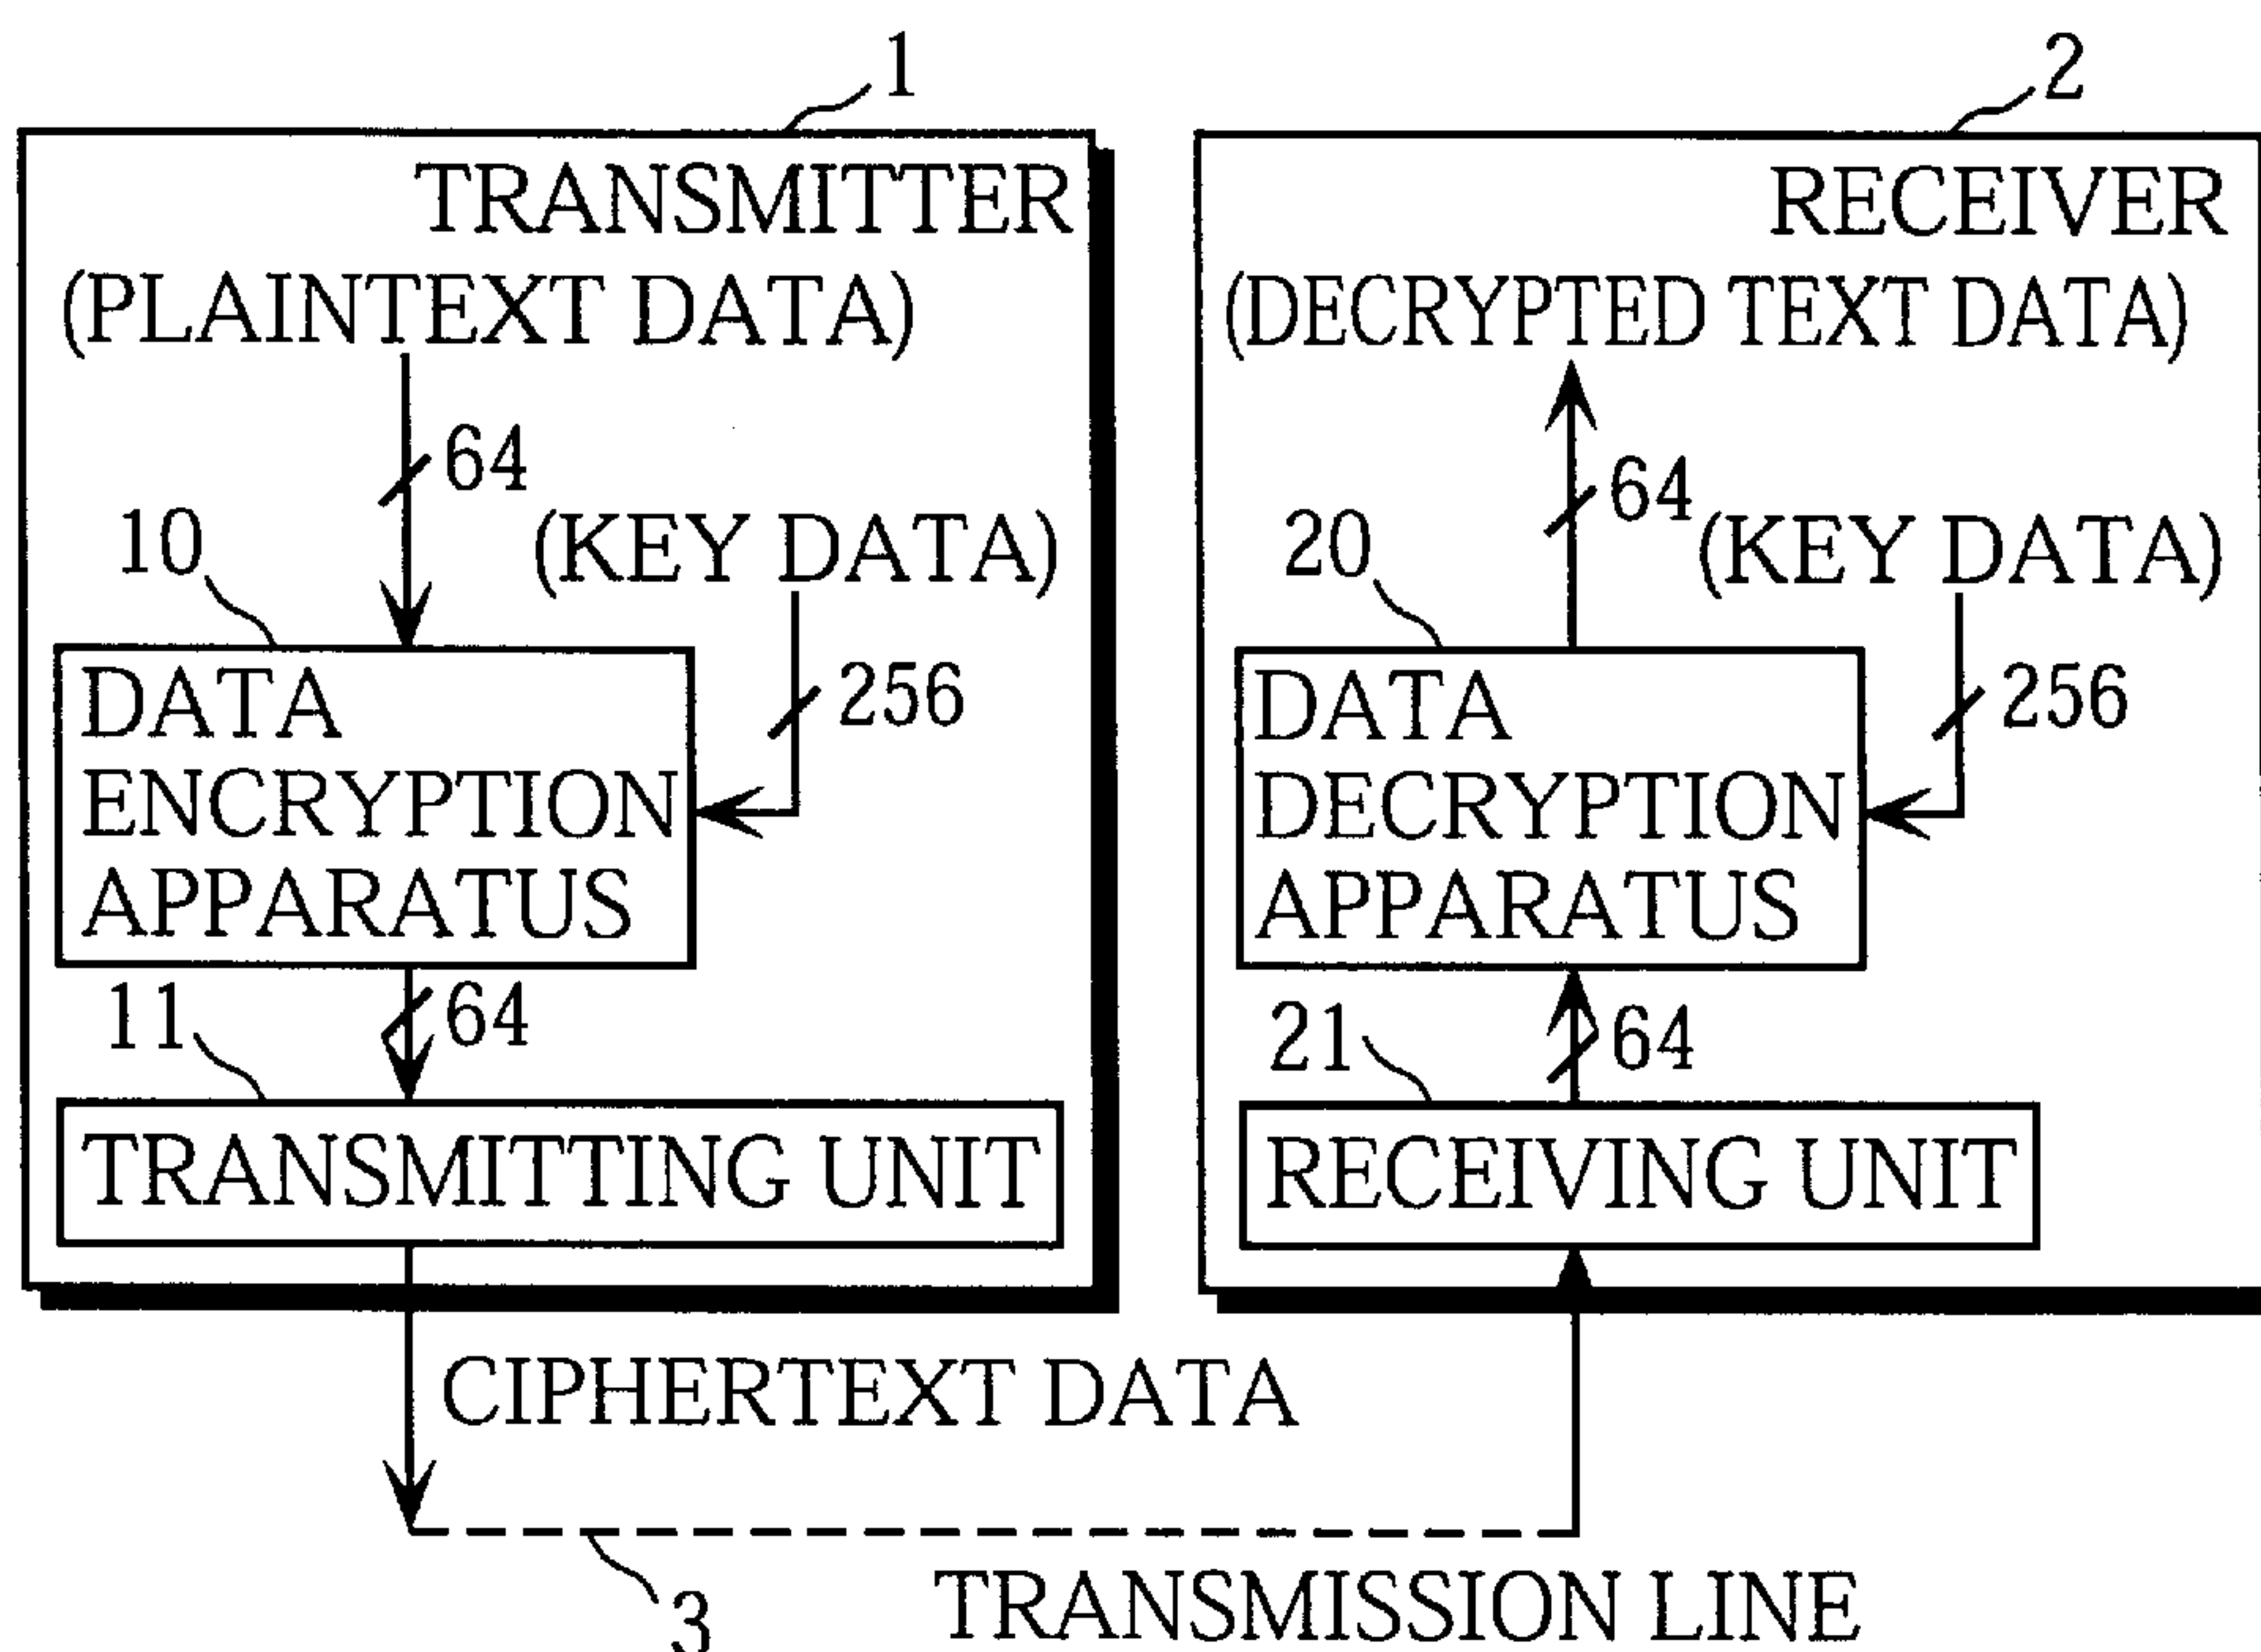 1
TRANSMITTER
(PLAINTEXT DATA)
64
10
(KEY DATA)
256
DATA
ENCRYPTION
APPARATUS
11
64
TRANSMITTING UNIT
2
RECEIVER
(DECRYPTED TEXT DATA)
64
20
(KEY DATA)
256
DATA
DECRYPTION
APPARATUS
21
64
RECEIVING UNIT
CIPHERTEXT DATA
3
TRANSMISSION LINE